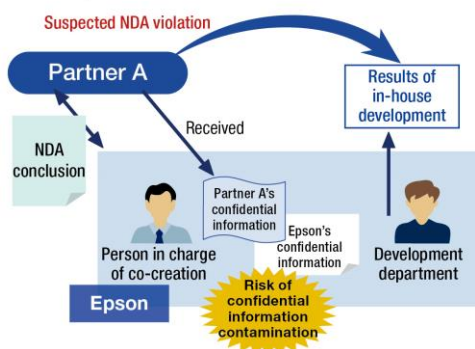 Suspected NDA violation
Partner A
Results of
in-house
development
Received
NDA
conclusion
Partner A's
confidential
information
Epson's
confidential
information
Person in charge
of co-creation
Development
department
Epson
Risk of
confidential
information
contamination